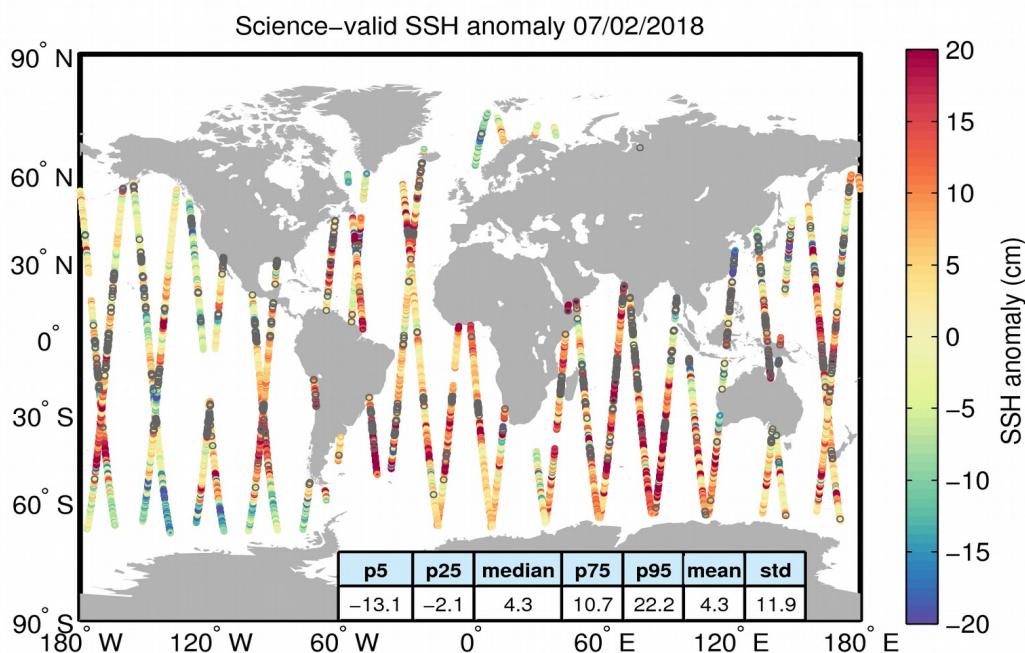 Science−valid SSH anomaly 07/02/2018
90° N
60° N
30° N
0°
30° S
60° S
90° S
180° W
120° W
60° W
0°
60° E
120° E
180° E
p5 p25 median p75 p95 mean std
−13.1 −2.1 4.3 10.7 22.2 4.3 11.9
20
15
10
5
0
−5
−10
−15
−20
SSH anomaly (cm)